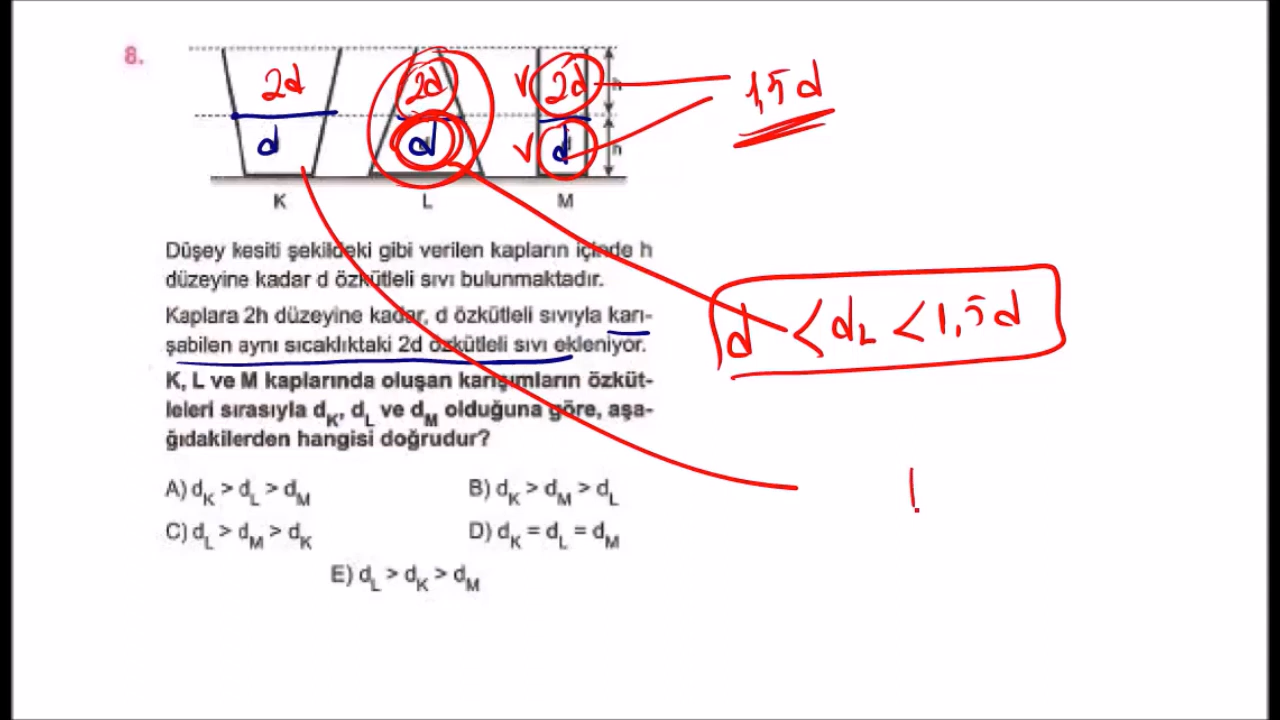 8.
2d 2d v 2d h 1,5 d
d d v d h
K L M
Düşey kesiti şekildeki gibi verilen kapların içinde h
düzeyine kadar d özkütleli sıvı bulunmaktadır.
Kaplara 2h düzeyine kadar, d özkütleli sıvıyla karı-
şabilen aynı sıcaklıktaki 2d özkütleli sıvı ekleniyor.
d < dL < 1,5d
K, L ve M kaplarında oluşan karışımların özküt-
leleri sırasıyla dK, dL ve dM olduğuna göre, aşa-
ğıdakilerden hangisi doğrudur?
A) dK > dL > dM B) dK > dM > dL
C) dL > dM > dK D) dK = dL = dM
E) dL > dK > dM